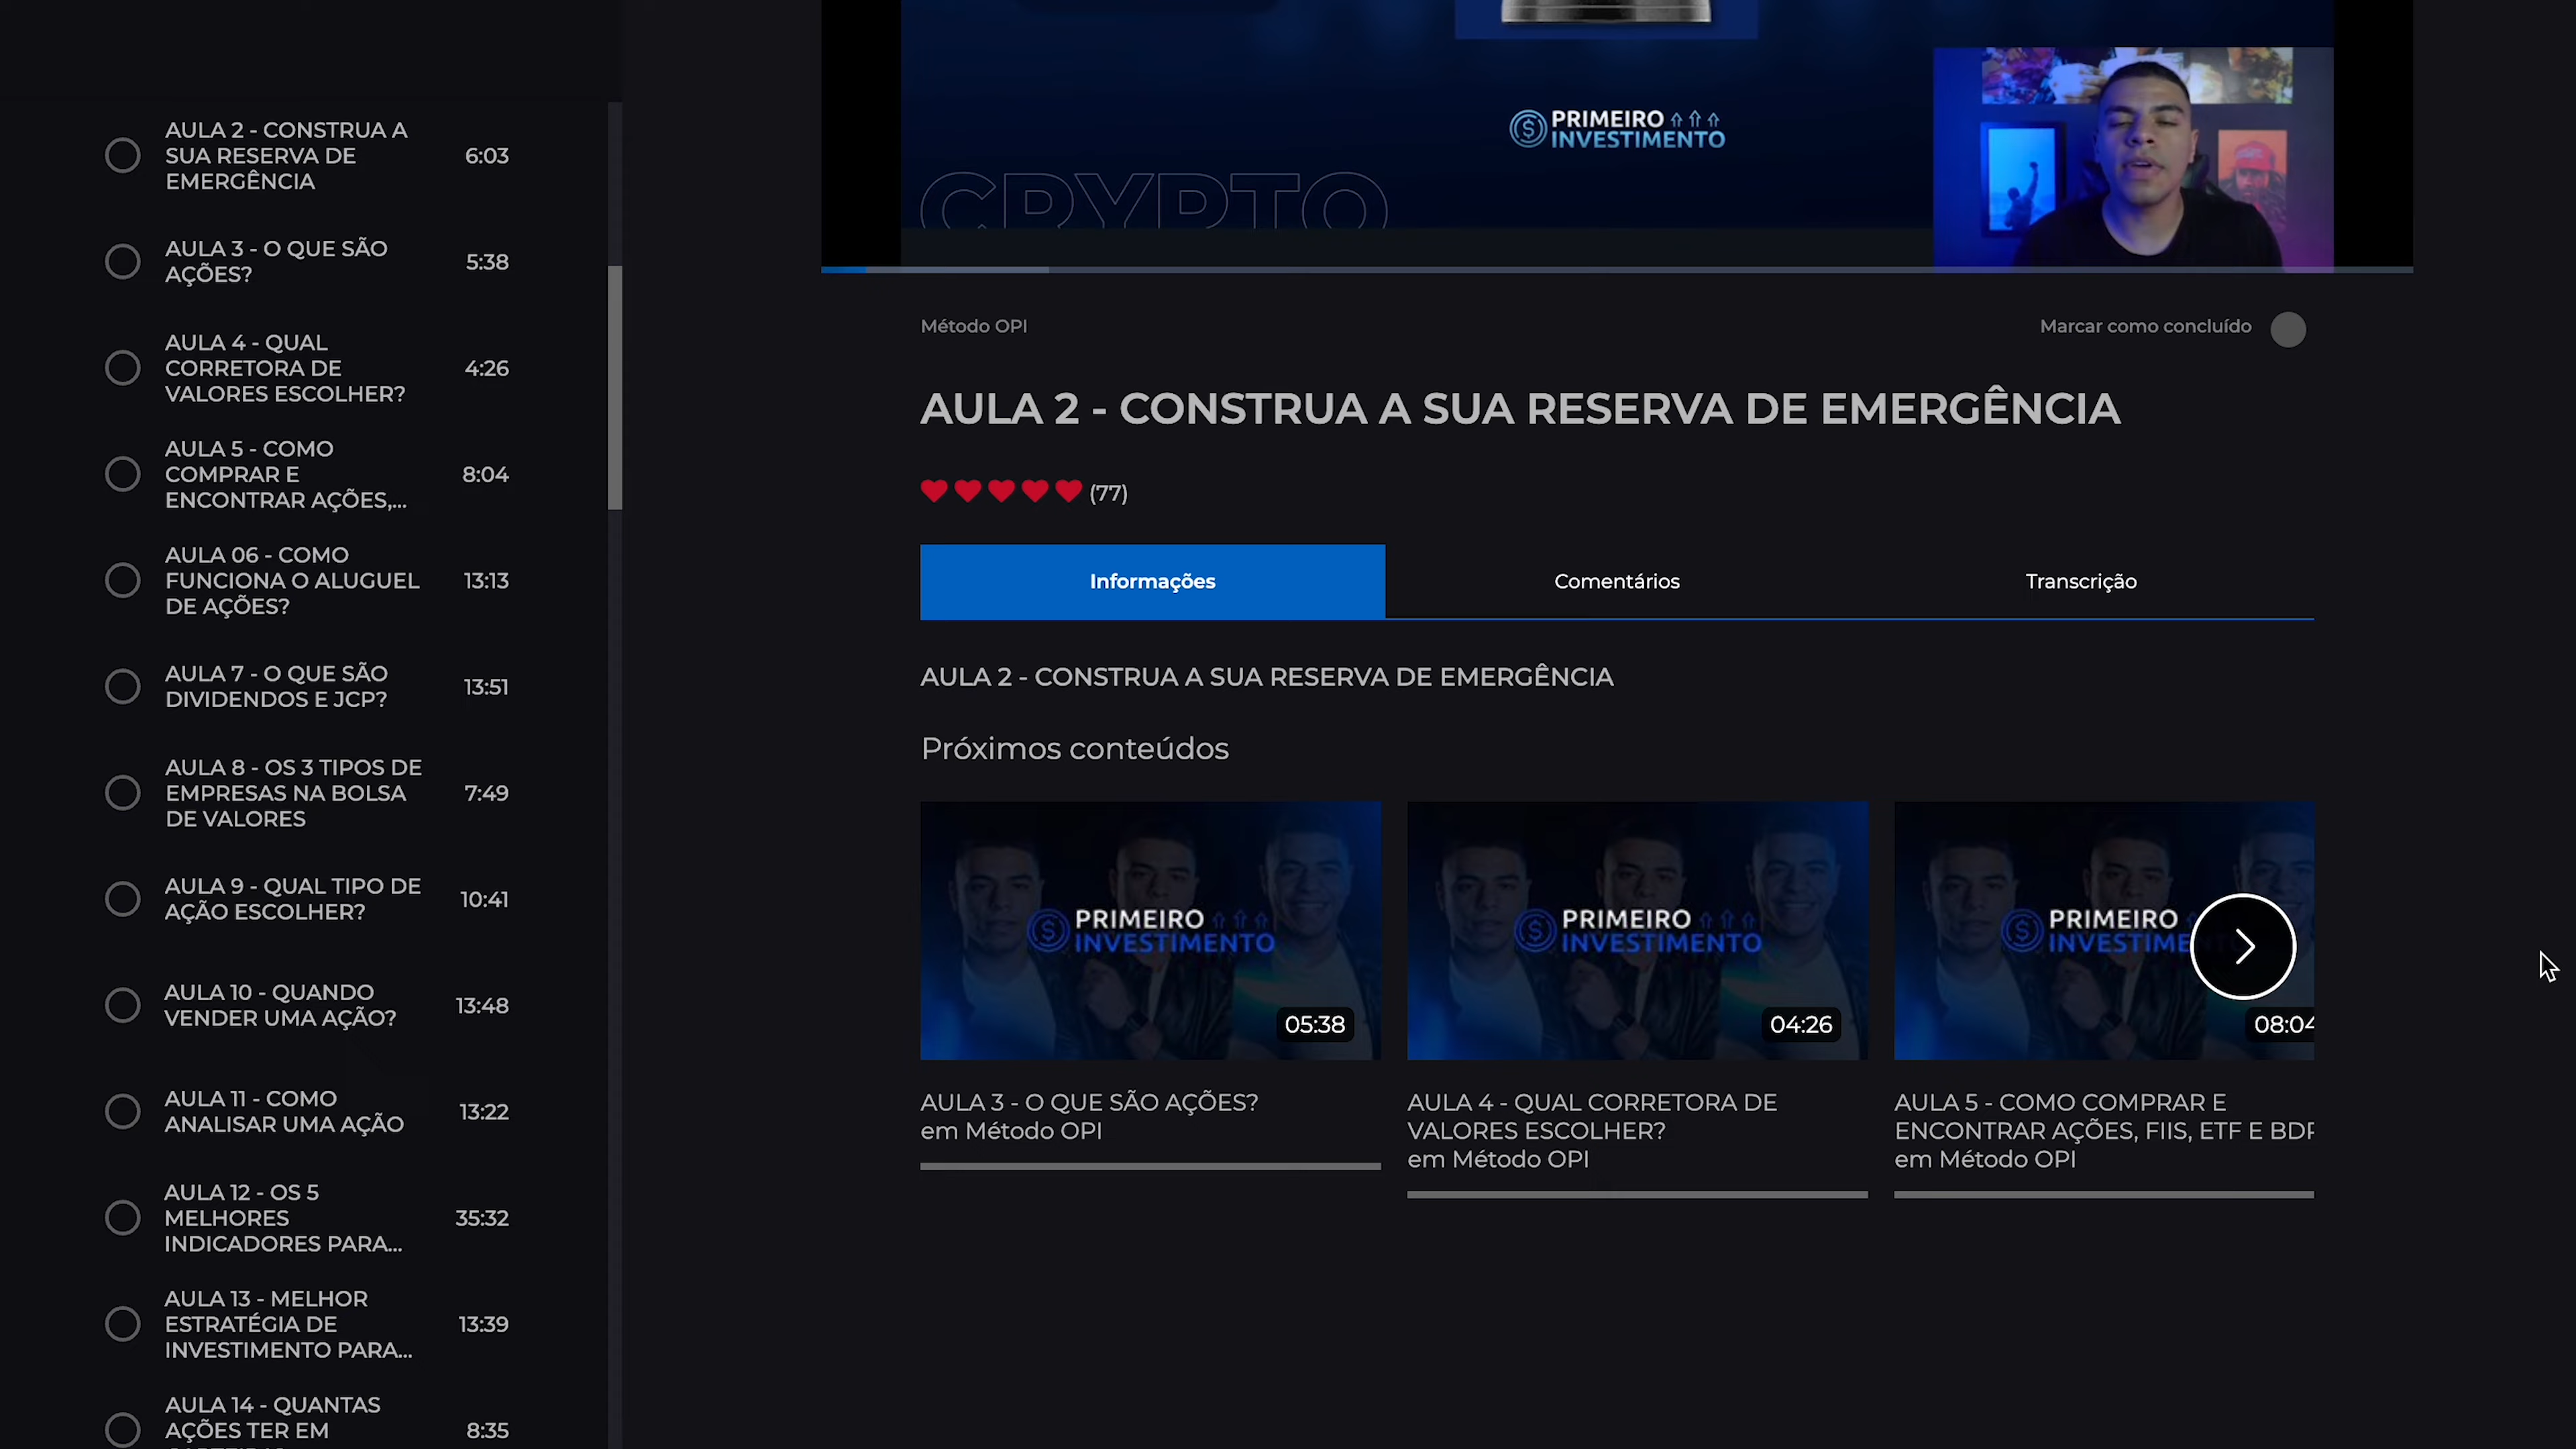 AULA 2 - CONSTRUA A
SUA RESERVA DE
EMERGÊNCIA
6:03
AULA 3 - O QUE SÃO
AÇÕES?
5:38
AULA 4 - QUAL
CORRETORA DE
VALORES ESCOLHER?
4:26
AULA 5 - COMO
COMPRAR E
ENCONTRAR AÇÕES,...
8:04
AULA 06 - COMO
FUNCIONA O ALUGUEL
DE AÇÕES?
13:13
AULA 7 - O QUE SÃO
DIVIDENDOS E JCP?
13:51
AULA 8 - OS 3 TIPOS DE
EMPRESAS NA BOLSA
DE VALORES
7:49
AULA 9 - QUAL TIPO DE
AÇÃO ESCOLHER?
10:41
AULA 10 - QUANDO
VENDER UMA AÇÃO?
13:48
AULA 11 - COMO
ANALISAR UMA AÇÃO
13:22
AULA 12 - OS 5
MELHORES
INDICADORES PARA...
35:32
AULA 13 - MELHOR
ESTRATÉGIA DE
INVESTIMENTO PARA...
13:39
AULA 14 - QUANTAS
AÇÕES TER EM
8:35
PRIMEIRO
INVESTIMENTO
CRYPTO
Método OPI
Marcar como concluído
AULA 2 - CONSTRUA A SUA RESERVA DE EMERGÊNCIA
(77)
Informações
Comentários
Transcrição
AULA 2 - CONSTRUA A SUA RESERVA DE EMERGÊNCIA
Próximos conteúdos
PRIMEIRO
INVESTIMENTO
05:38
AULA 3 - O QUE SÃO AÇÕES?
em Método OPI
PRIMEIRO
INVESTIMENTO
04:26
AULA 4 - QUAL CORRETORA DE
VALORES ESCOLHER?
em Método OPI
PRIMEIRO
INVESTIME
08:04
AULA 5 - COMO COMPRAR E
ENCONTRAR AÇÕES, FIIS, ETF E BDR
em Método OPI